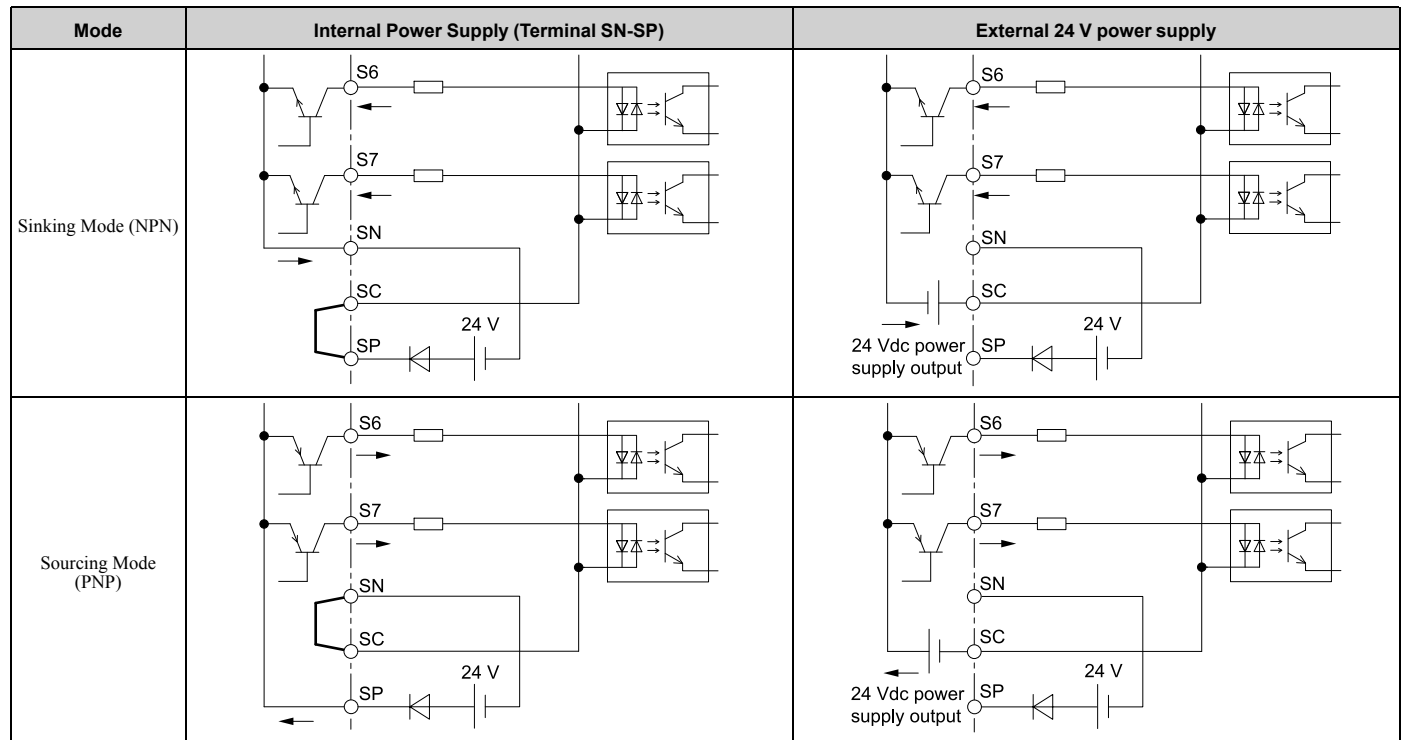 Mode
Internal Power Supply (Terminal SN-SP)
External 24 V power supply
Sinking Mode (NPN)
S6
S7
SN
SC
24 V
SP
S6
S7
SN
SC
24 V
24 Vdc power
supply output
SP
Sourcing Mode
(PNP)
S6
S7
SN
SC
24 V
SP
S6
S7
SN
SC
24 V
24 Vdc power
supply output
SP